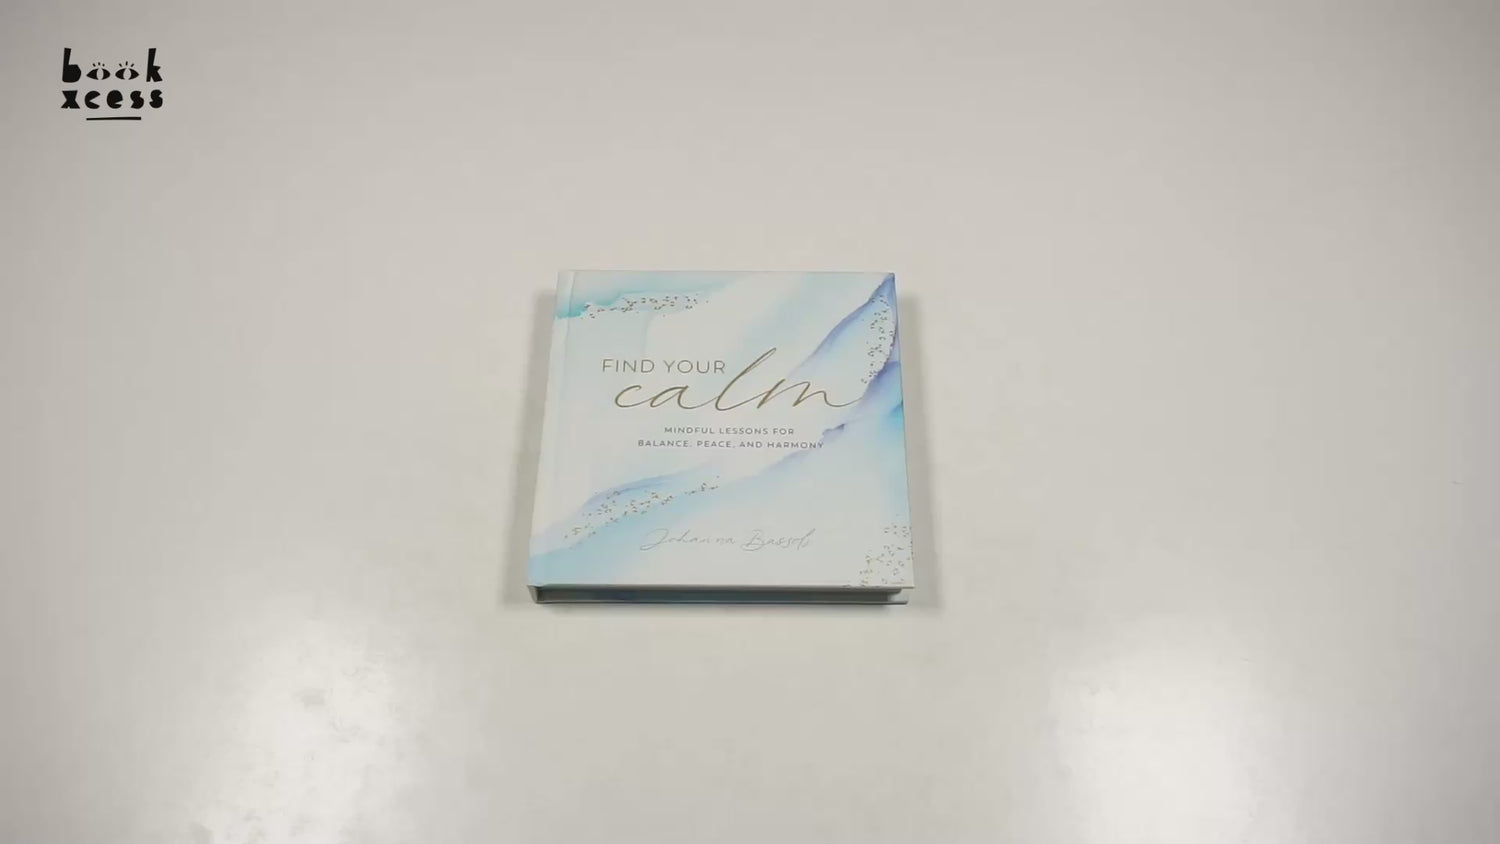 book
xcess
FIND YOUR
calm
MINDFUL LESSONS FOR
BALANCE, PEACE, AND HARMONY
Johanna Bassols